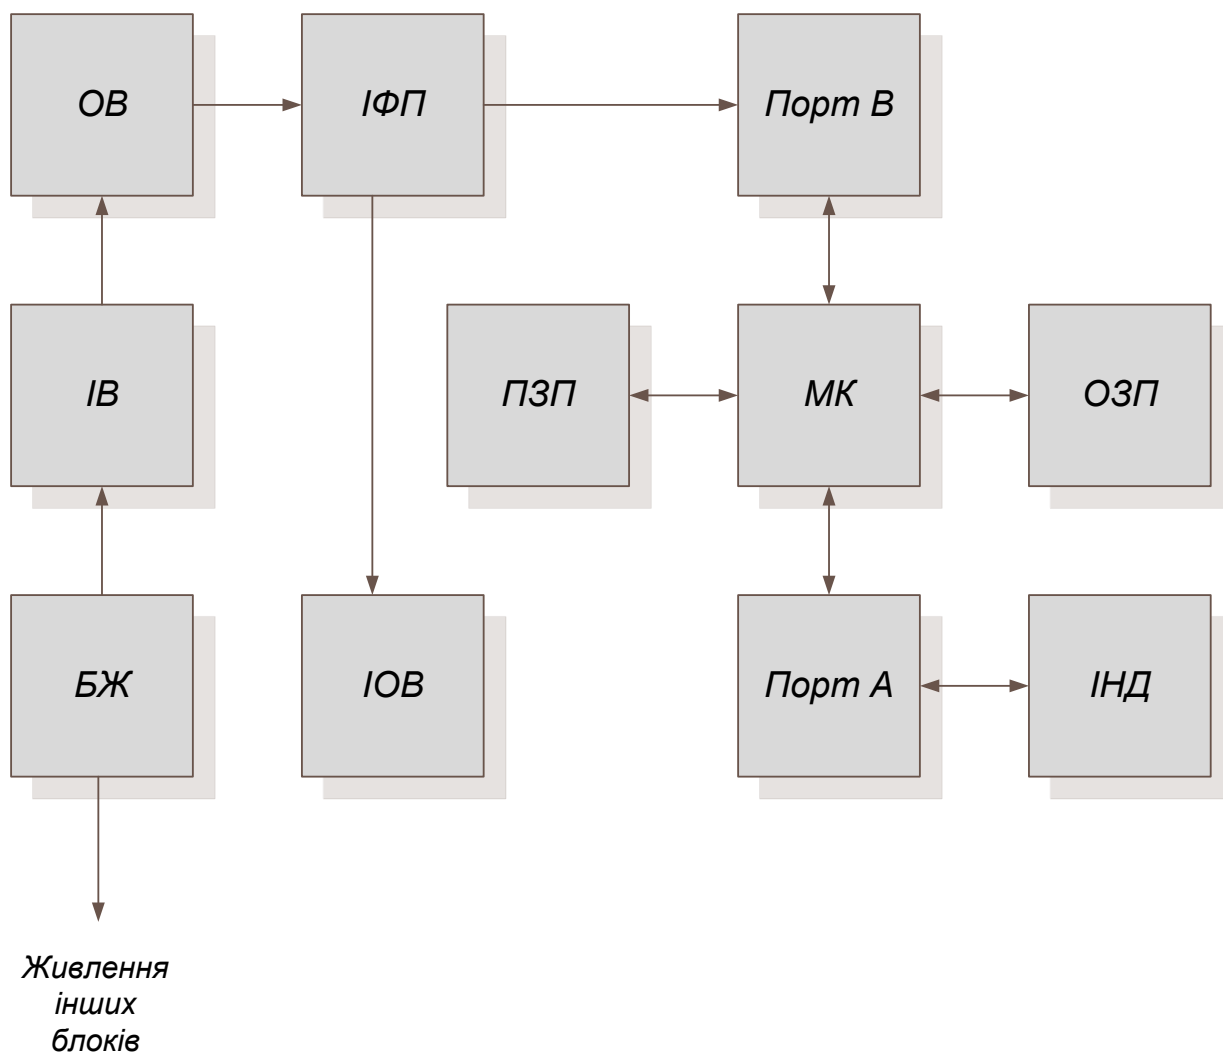 ОВ
ІФП
Порт В
ІВ
ПЗП
МК
ОЗП
БЖ
ІОВ
Порт А
ІНД
Живлення
інших
блоків